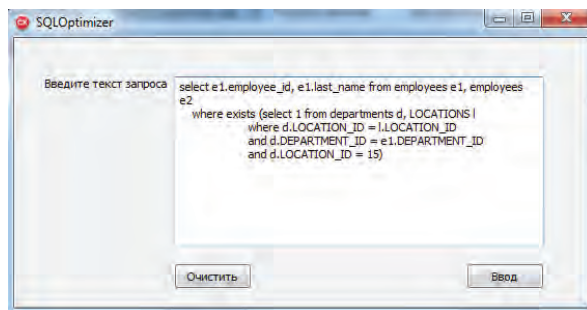 SQLOptimizer
Введите текст запроса
select e1.employee_id, e1.last_name from employees e1, employees
e2
where exists (select 1 from departments d, LOCATIONS l
where d.LOCATION_ID = l.LOCATION_ID
and d.DEPARTMENT_ID = e1.DEPARTMENT_ID
and d.LOCATION_ID = 15)
Очистить
Ввод